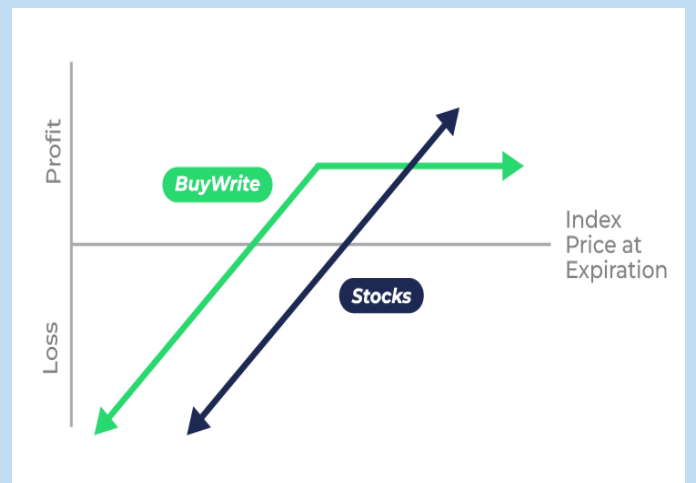 Profit
BuyWrite
Index
Price at
Expiration
Stocks
Loss